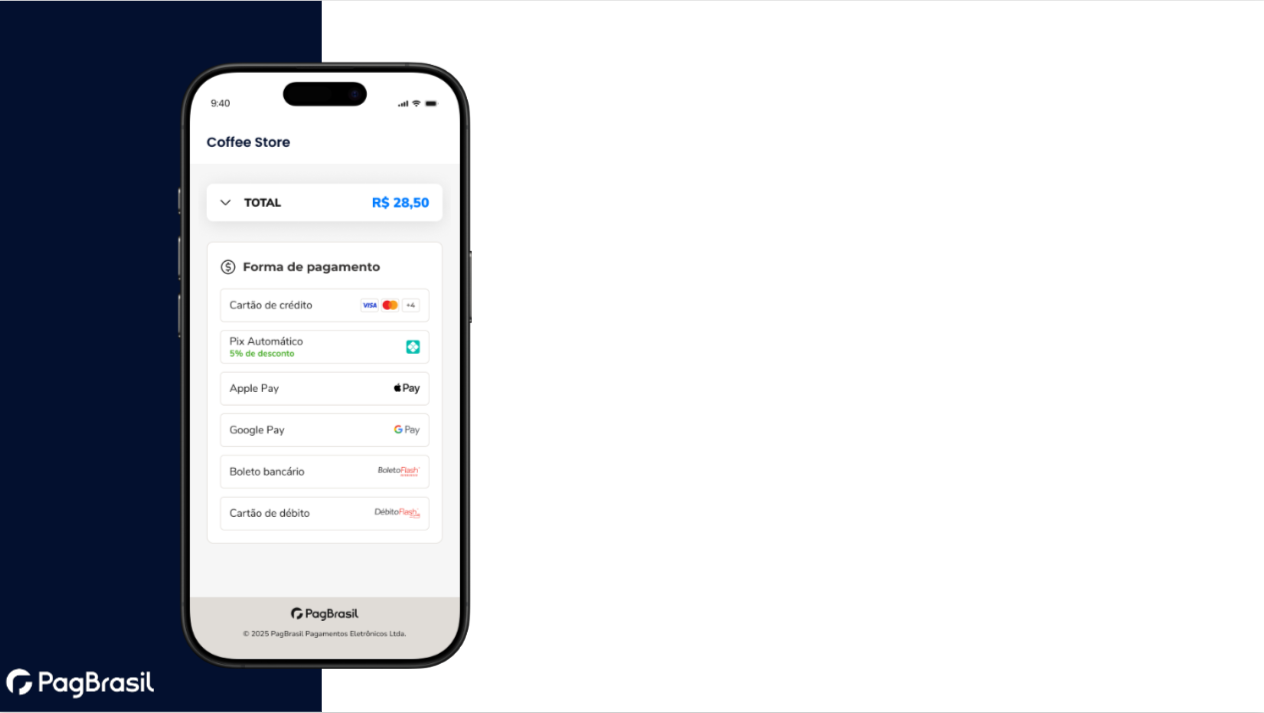 9:40
Coffee Store
TOTAL R$ 28,50
Forma de pagamento
Cartão de crédito VISA +4
Pix Automático
5% de desconto
Apple Pay Pay
Google Pay G Pay
Boleto bancário BoletoFlash
Cartão de débito DébitoFlash
PagBrasil
© 2025 PagBrasil Pagamentos Eletrônicos Ltda.
PagBrasil